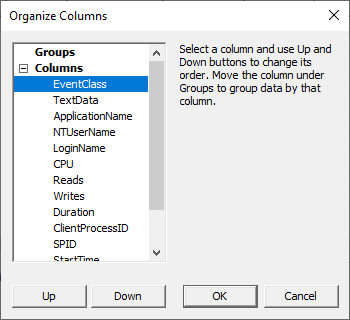 Organize Columns
Groups
Columns
EventClass
TextData
ApplicationName
NTUserName
LoginName
CPU
Reads
Writes
Duration
ClientProcessID
SPID
StartTime
Select a column and use Up and
Down buttons to change its
order. Move the column under
Groups to group data by that
column.
Up
Down
OK
Cancel